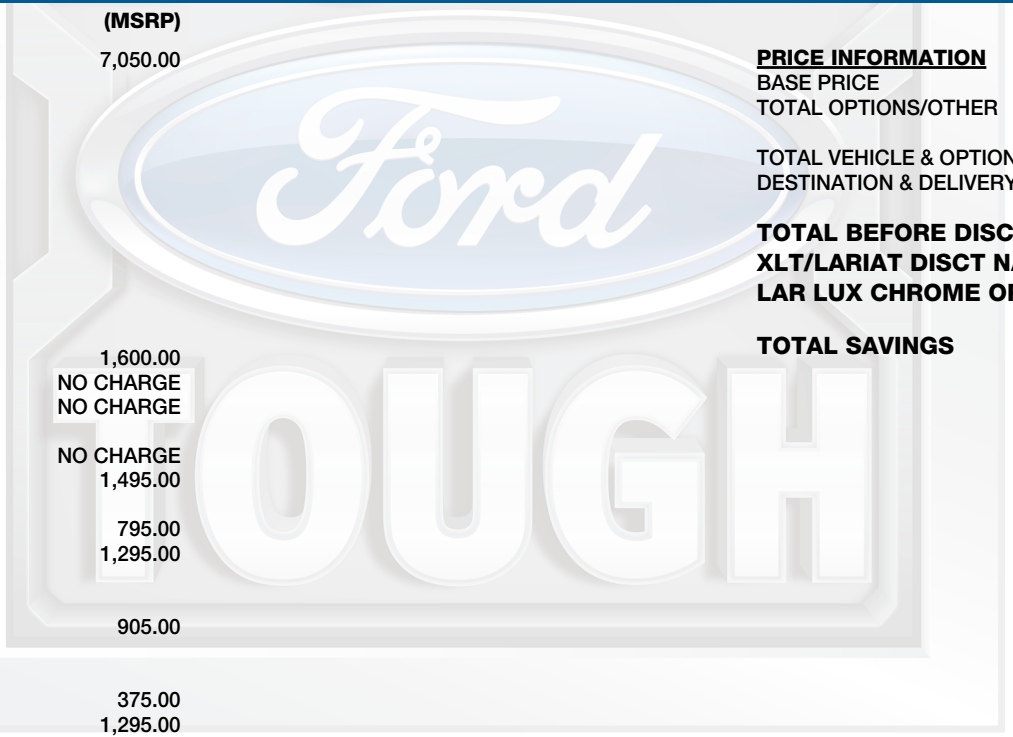 (MSRP)
7,050.00
1,600.00
NO CHARGE
NO CHARGE
NO CHARGE
1,495.00
795.00
1,295.00
905.00
375.00
1,295.00
Ford
TOUGH
PRICE INFORMATION
BASE PRICE
TOTAL OPTIONS/OTHER
TOTAL VEHICLE & OPTION
DESTINATION & DELIVERY
TOTAL BEFORE DISC
XLT/LARIAT DISCT NA
LAR LUX CHROME OP
TOTAL SAVINGS